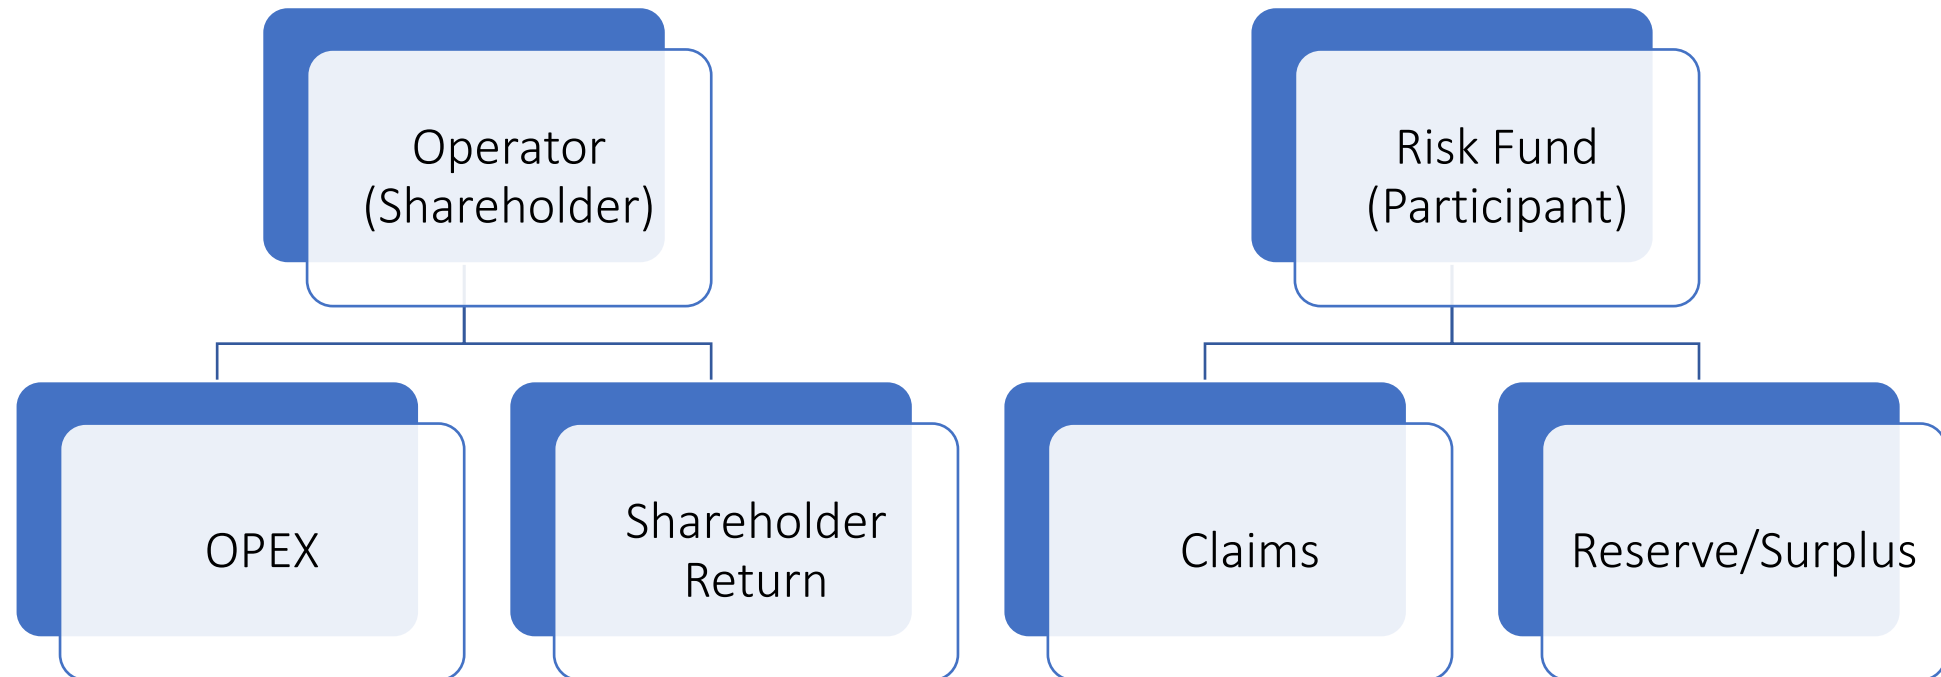 Operator
(Shareholder)
Risk Fund
(Participant)
OPEX
Shareholder
Return
Claims
Reserve/Surplus